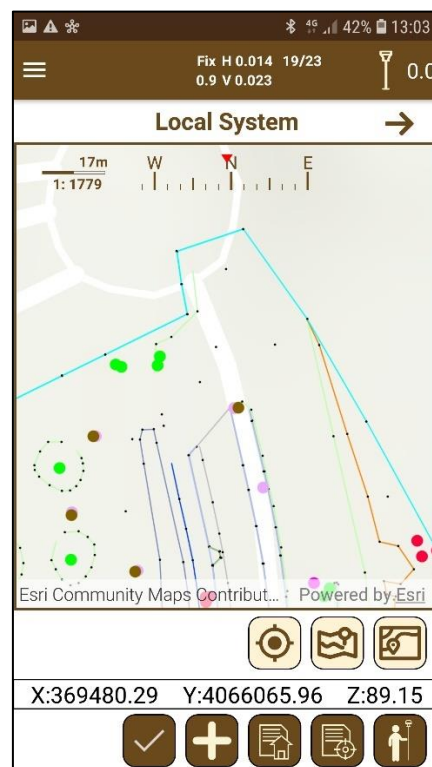 4G 42% 13:03
Fix H 0.014 19/23
0.9 V 0.023
0.0
Local System
17m
1: 1779
W N E
Esri Community Maps Contribut... Powered by Esri
X:369480.29 Y:4066065.96 Z:89.15